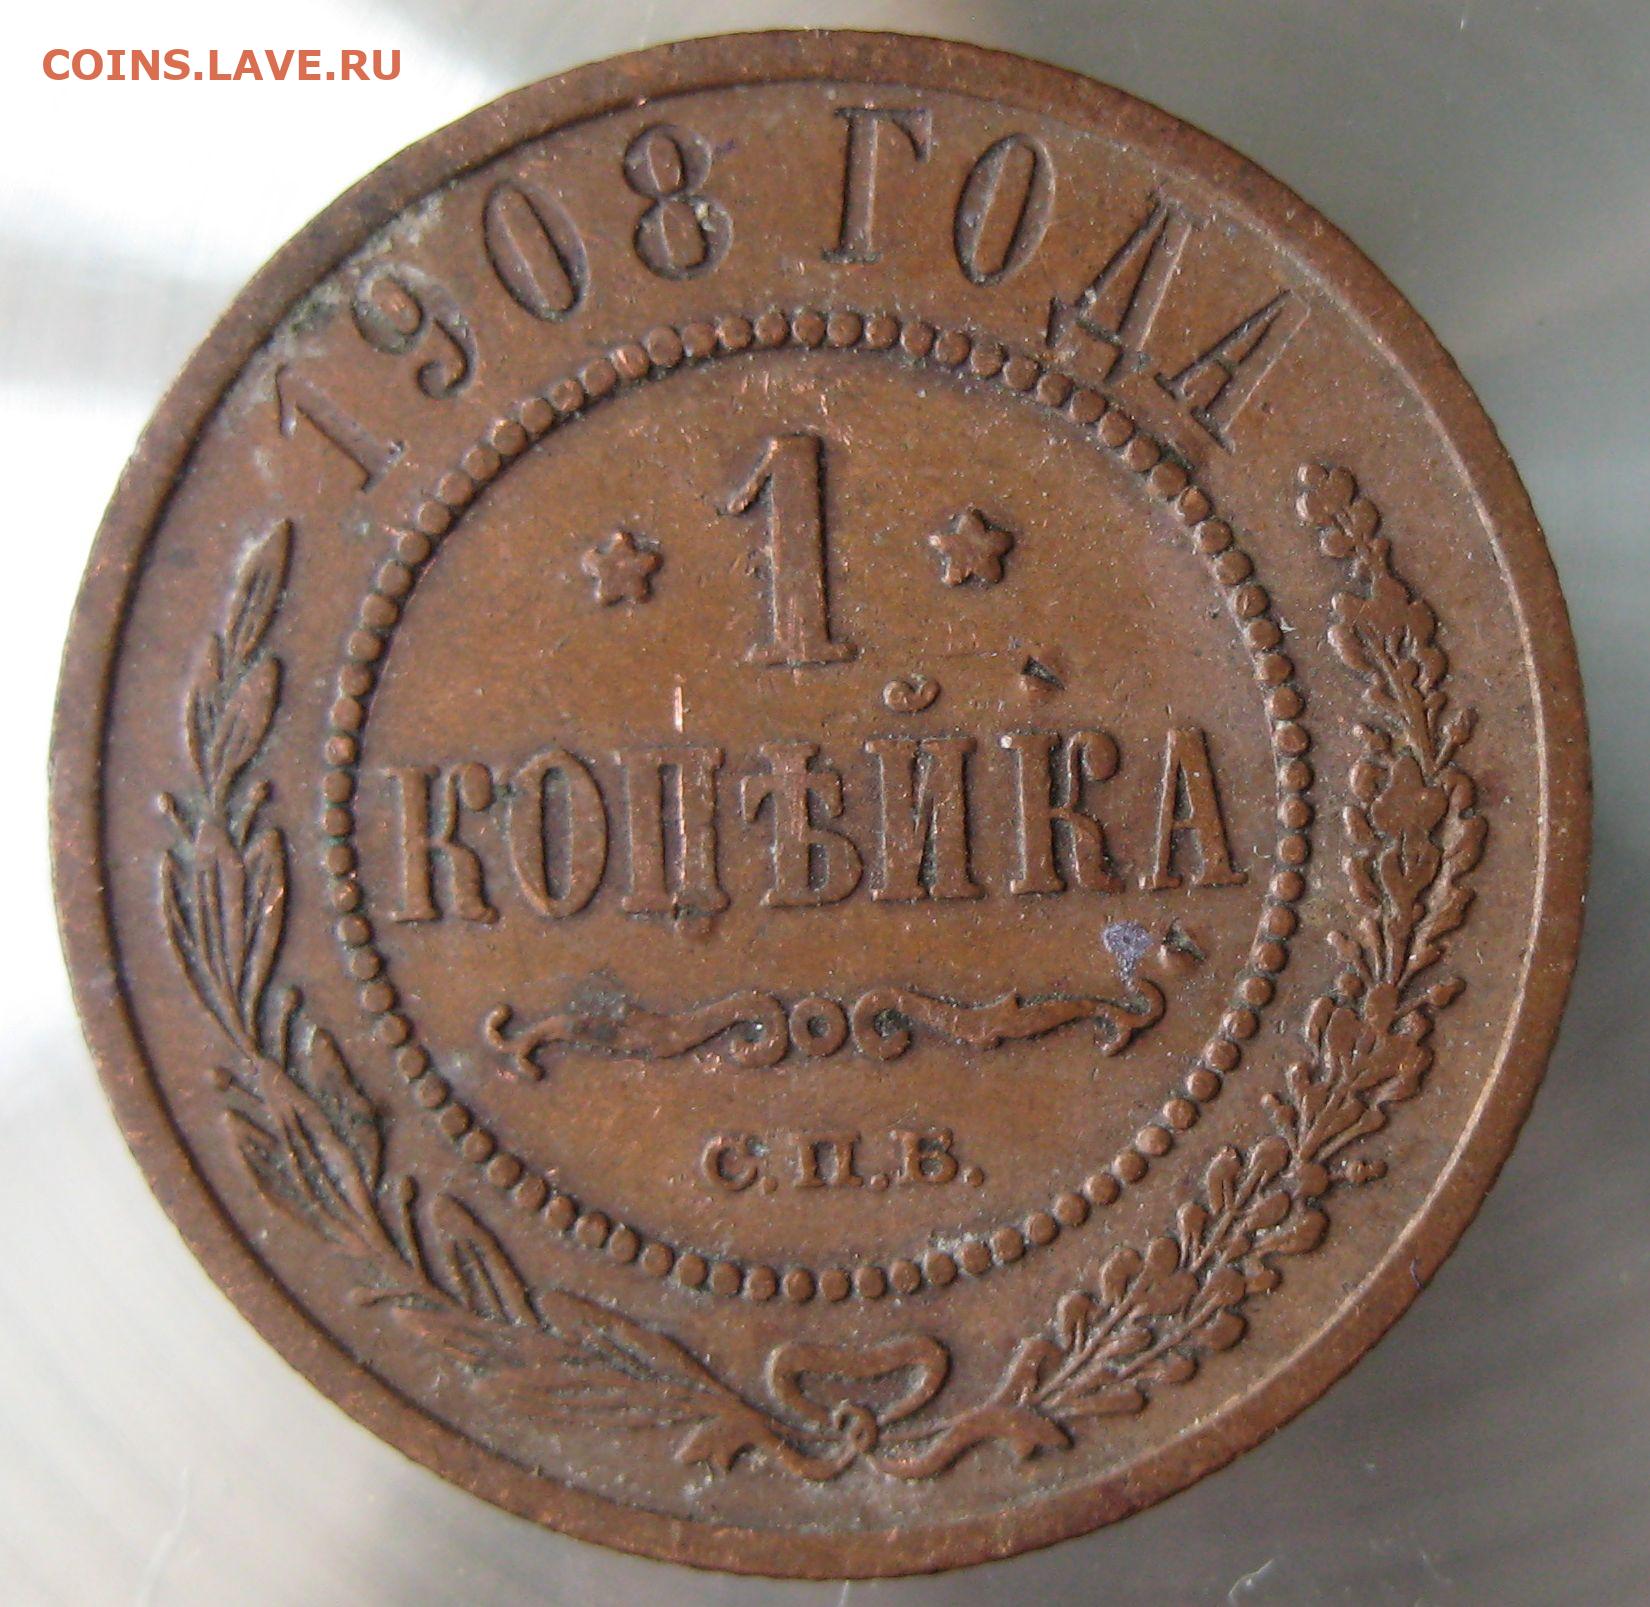 COINS.LAVE.RU
1908 ГОДА
1
КОПѢЙКА
С.П.Б.